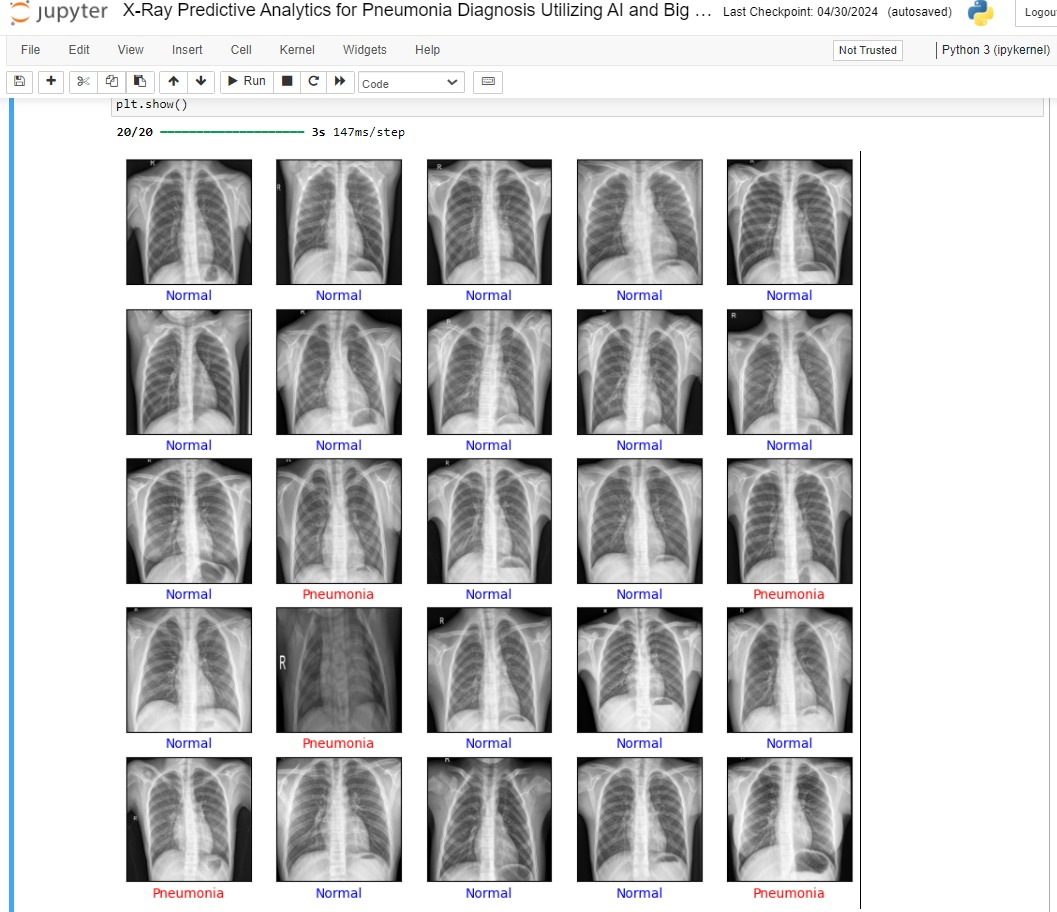 jupyter X-Ray Predictive Analytics for Pneumonia Diagnosis Utilizing AI and Big ... Last Checkpoint: 04/30/2024 (autosaved)
File Edit View Insert Cell Kernel Widgets Help Not Trusted Python 3 (ipykernel)
Run Code
plt.show()
20/20 3s 147ms/step
R R R
Normal Normal Normal Normal Normal
R R R
Normal Normal Normal Normal Normal
R
Normal Pneumonia Normal Normal Pneumonia
R R R
Normal Pneumonia Normal Normal Normal
R R R
Pneumonia Normal Normal Normal Pneumonia